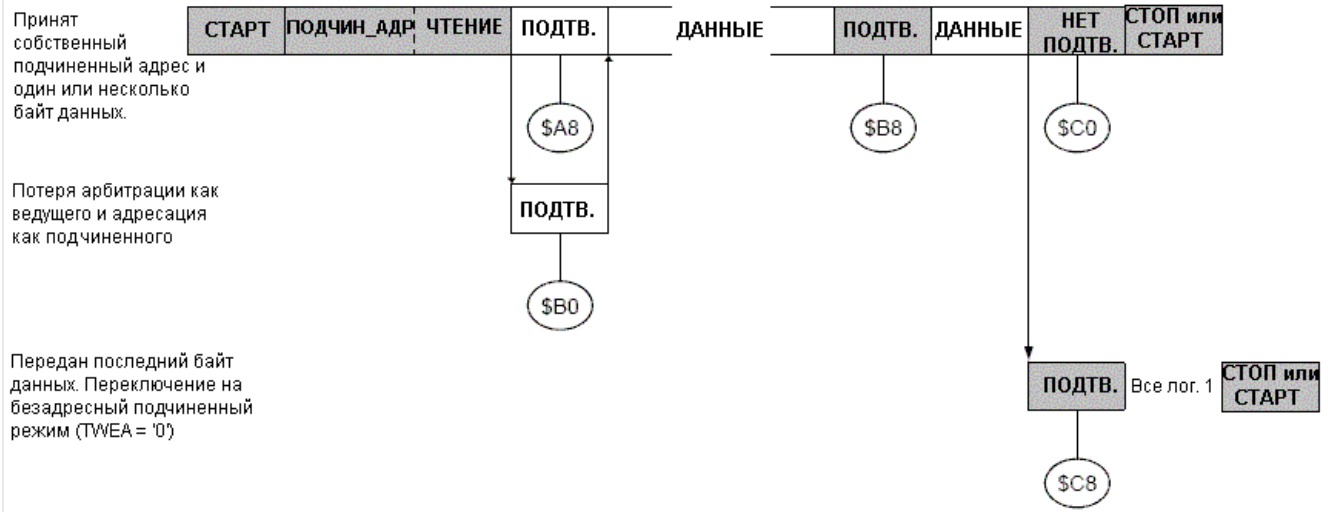 Принят
собственный
подчиненный адрес и
один или несколько
байт данных.
СТАРТ ПОДЧИН_АДР ЧТЕНИЕ ПОДТВ. ДАННЫЕ ПОДТВ. ДАННЫЕ НЕТ ПОДТВ. СТОП или СТАРТ
$A8 $B8 $C0
Потеря арбитрации как
ведущего и адресация
как подчиненного
ПОДТВ.
$B0
Передан последний байт
данных. Переключение на
безадресный подчиненный
режим (TWEA = '0')
ПОДТВ. Все лог. 1 СТОП или СТАРТ
$C8